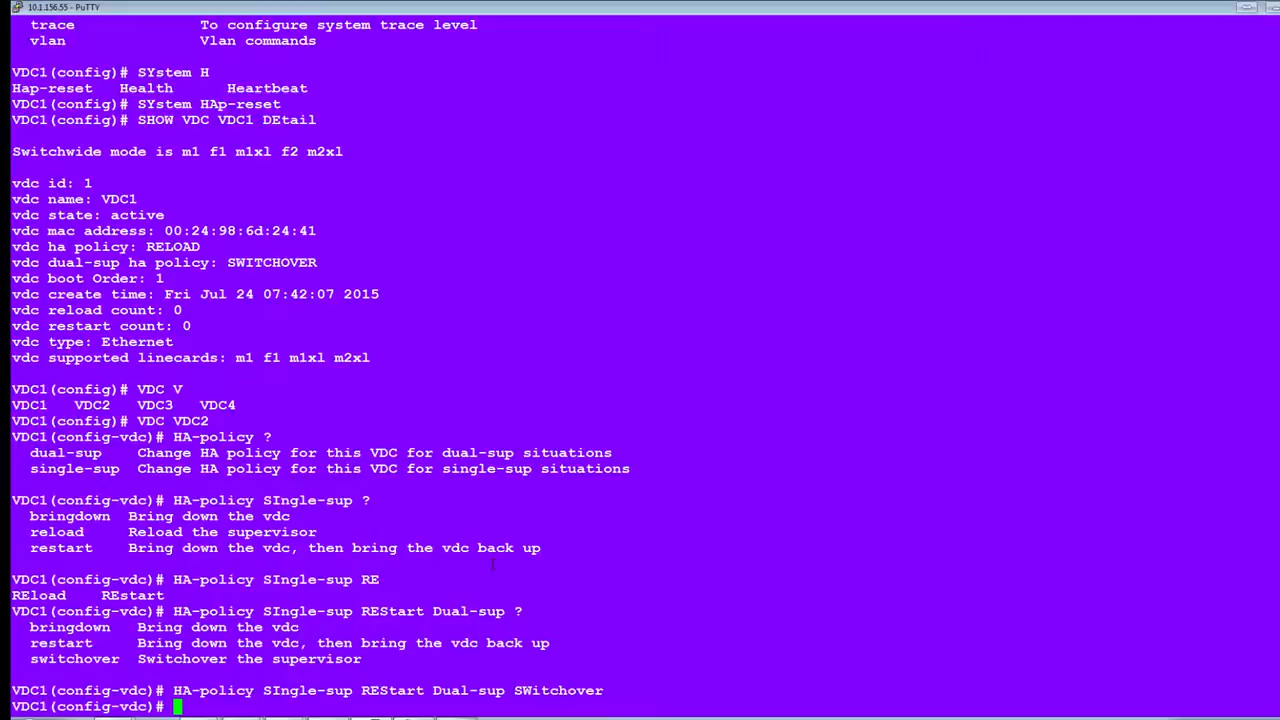 10.1.156.55 - PuTTY
trace To configure system trace level
vlan Vlan commands
VDC1(config)# SYstem H
Hap-reset Health Heartbeat
VDC1(config)# SYstem HAp-reset
VDC1(config)# SHOW VDC VDC1 DEtail
Switchwide mode is m1 f1 m1xl f2 m2xl
vdc id: 1
vdc name: VDC1
vdc state: active
vdc mac address: 00:24:98:6d:24:41
vdc ha policy: RELOAD
vdc dual-sup ha policy: SWITCHOVER
vdc boot Order: 1
vdc create time: Fri Jul 24 07:42:07 2015
vdc reload count: 0
vdc restart count: 0
vdc type: Ethernet
vdc supported linecards: m1 f1 m1xl m2xl
VDC1(config)# VDC V
VDC1 VDC2 VDC3 VDC4
VDC1(config)# VDC VDC2
VDC1(config-vdc)# HA-policy ?
dual-sup Change HA policy for this VDC for dual-sup situations
single-sup Change HA policy for this VDC for single-sup situations
VDC1(config-vdc)# HA-policy SIngle-sup ?
bringdown Bring down the vdc
reload Reload the supervisor
restart Bring down the vdc, then bring the vdc back up
VDC1(config-vdc)# HA-policy SIngle-sup RE
REload REstart
VDC1(config-vdc)# HA-policy SIngle-sup REStart Dual-sup ?
bringdown Bring down the vdc
restart Bring down the vdc, then bring the vdc back up
switchover Switchover the supervisor
VDC1(config-vdc)# HA-policy SIngle-sup REStart Dual-sup SWitchover
VDC1(config-vdc)#